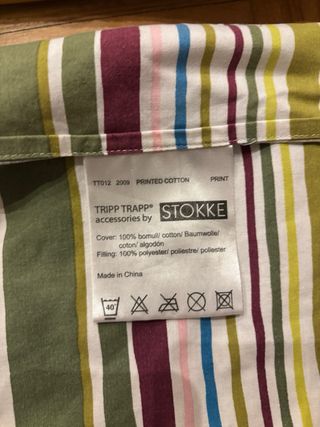 TT012 2009 PRINTED COTTON PRINT
TRIPP TRAPP®
accessories by STOKKE
Cover: 100% bomull/ cotton/ Baumwolle/
coton/ algodón
Filling: 100% polyester/ poliestre/ poliester
Made in China
40°